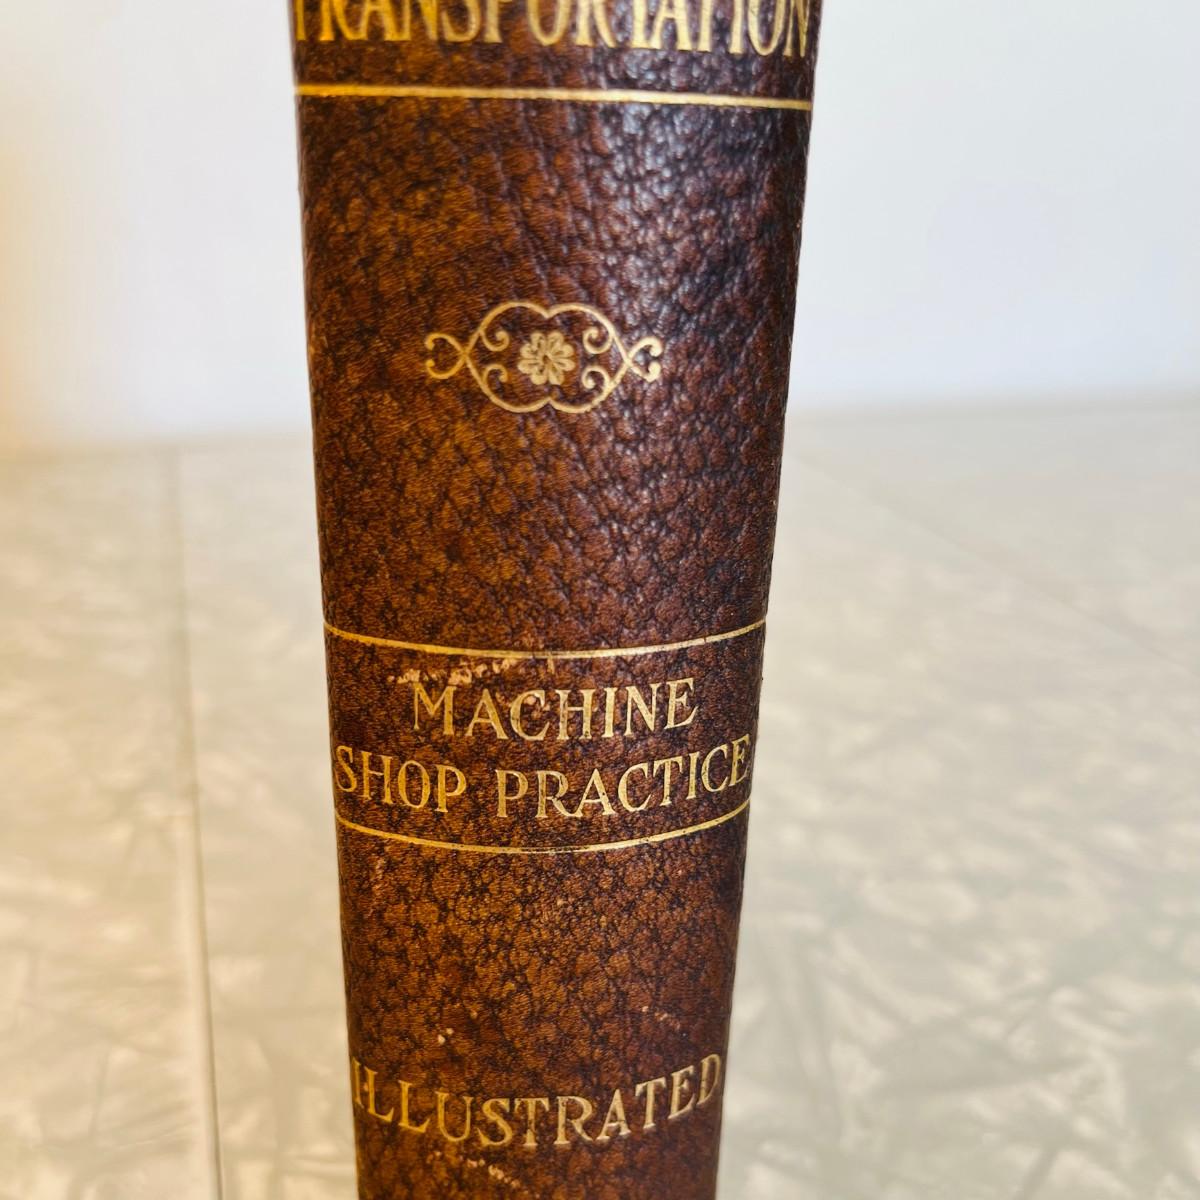 TRANSPORTATION
MACHINE
SHOP PRACTICE
ILLUSTRATED